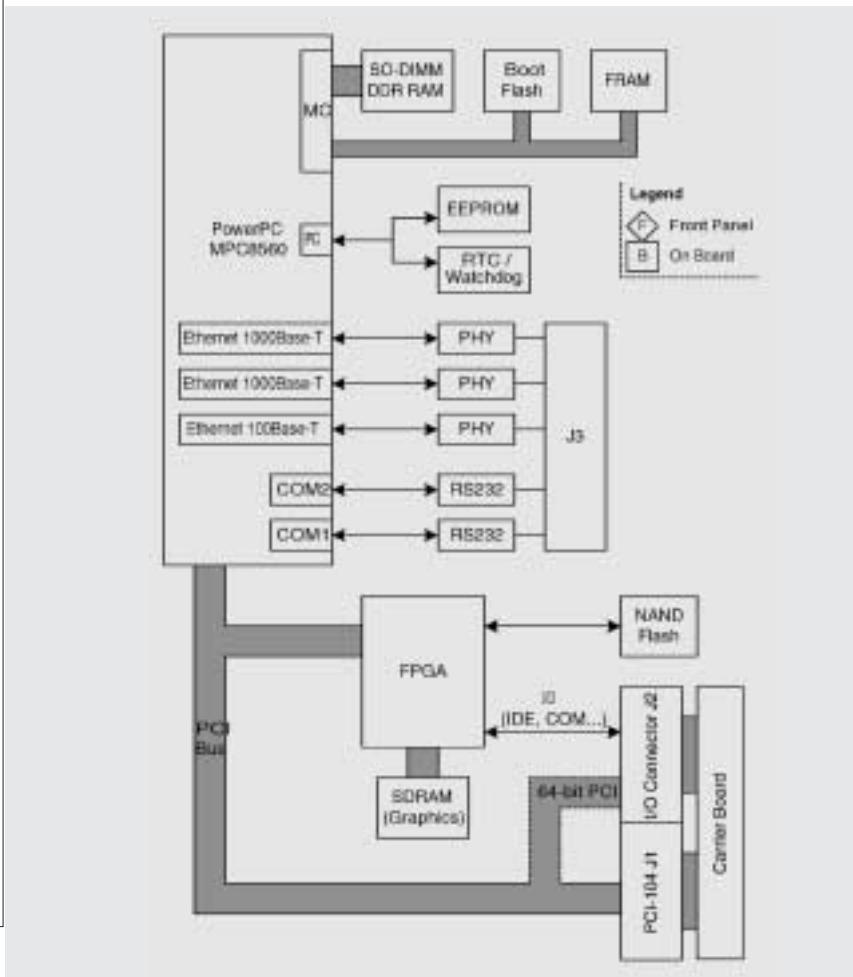 SO-DIMM
DDR RAM
Boot
Flash
FRAM
MC
PowerPC
MPC8560
EEPROM
RTC /
Watchdog
Legend
F Front Panel
B On Board
Ethernet 1000Base-T
PHY
Ethernet 1000Base-T
PHY
Ethernet 100Base-T
PHY
J3
COM2
RS232
COM1
RS232
FPGA
NAND
Flash
(IDE, COM...)
PCI
Bus
SDRAM
(Graphics)
64-bit PCI
I/O Connector J2
PCI-104 J1
Carrier Board